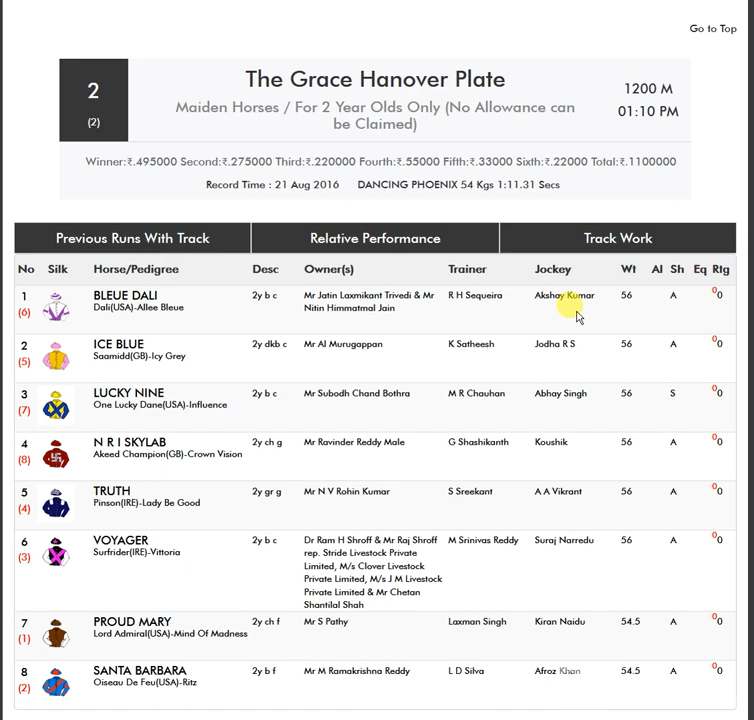 Go to Top
2
(2)
The Grace Hanover Plate
Maiden Horses / For 2 Year Olds Only (No Allowance can
be Claimed)
1200 M
01:10 PM
Winner:₹.495000 Second:₹.275000 Third:₹.220000 Fourth:₹.55000 Fifth:₹.33000 Sixth:₹.22000 Total:₹.1100000
Record Time : 21 Aug 2016 DANCING PHOENIX 54 Kgs 1:11.31 Secs
Previous Runs With Track Relative Performance Track Work
No Silk Horse/Pedigree Desc Owner(s) Trainer Jockey Wt Al Sh Eq Rtg
1 BLEUE DALI 2y b c Mr Jatin Laxmikant Trivedi & Mr R H Sequeira Akshay Kumar 56 A 0 0
(6) Dali(USA)-Allee Bleue Nitin Himmatmal Jain
2 ICE BLUE 2y dkb c Mr Al Murugappan K Satheesh Jodha R S 56 A 0 0
(5) Saamidd(GB)-Icy Grey
3 LUCKY NINE 2y b c Mr Subodh Chand Bothra M R Chauhan Abhay Singh 56 S 0 0
(7) One Lucky Dane(USA)-Influence
4 N R I SKYLAB 2y ch g Mr Ravinder Reddy Male G Shashikanth Koushik 56 A 0 0
(8) Akeed Champion(GB)-Crown Vision
5 TRUTH 2y gr g Mr N V Rohin Kumar S Sreekant A A Vikrant 56 A 0 0
(4) Pinson(IRE)-Lady Be Good
6 VOYAGER 2y b c Dr Ram H Shroff & Mr Raj Shroff M Srinivas Reddy Suraj Narredu 56 A 0 0
(3) Surfrider(IRE)-Vittoria rep. Stride Livestock Private
Limited, M/s Clover Livestock
Private Limited, M/s J M Livestock
Private Limited & Mr Chetan
Shantilal Shah
7 PROUD MARY 2y ch f Mr S Pathy Laxman Singh Kiran Naidu 54.5 A 0 0
(1) Lord Admiral(USA)-Mind Of Madness
8 SANTA BARBARA 2y b f Mr M Ramakrishna Reddy L D Silva Afroz Khan 54.5 A 0 0
(2) Oiseau De Feu(USA)-Ritz